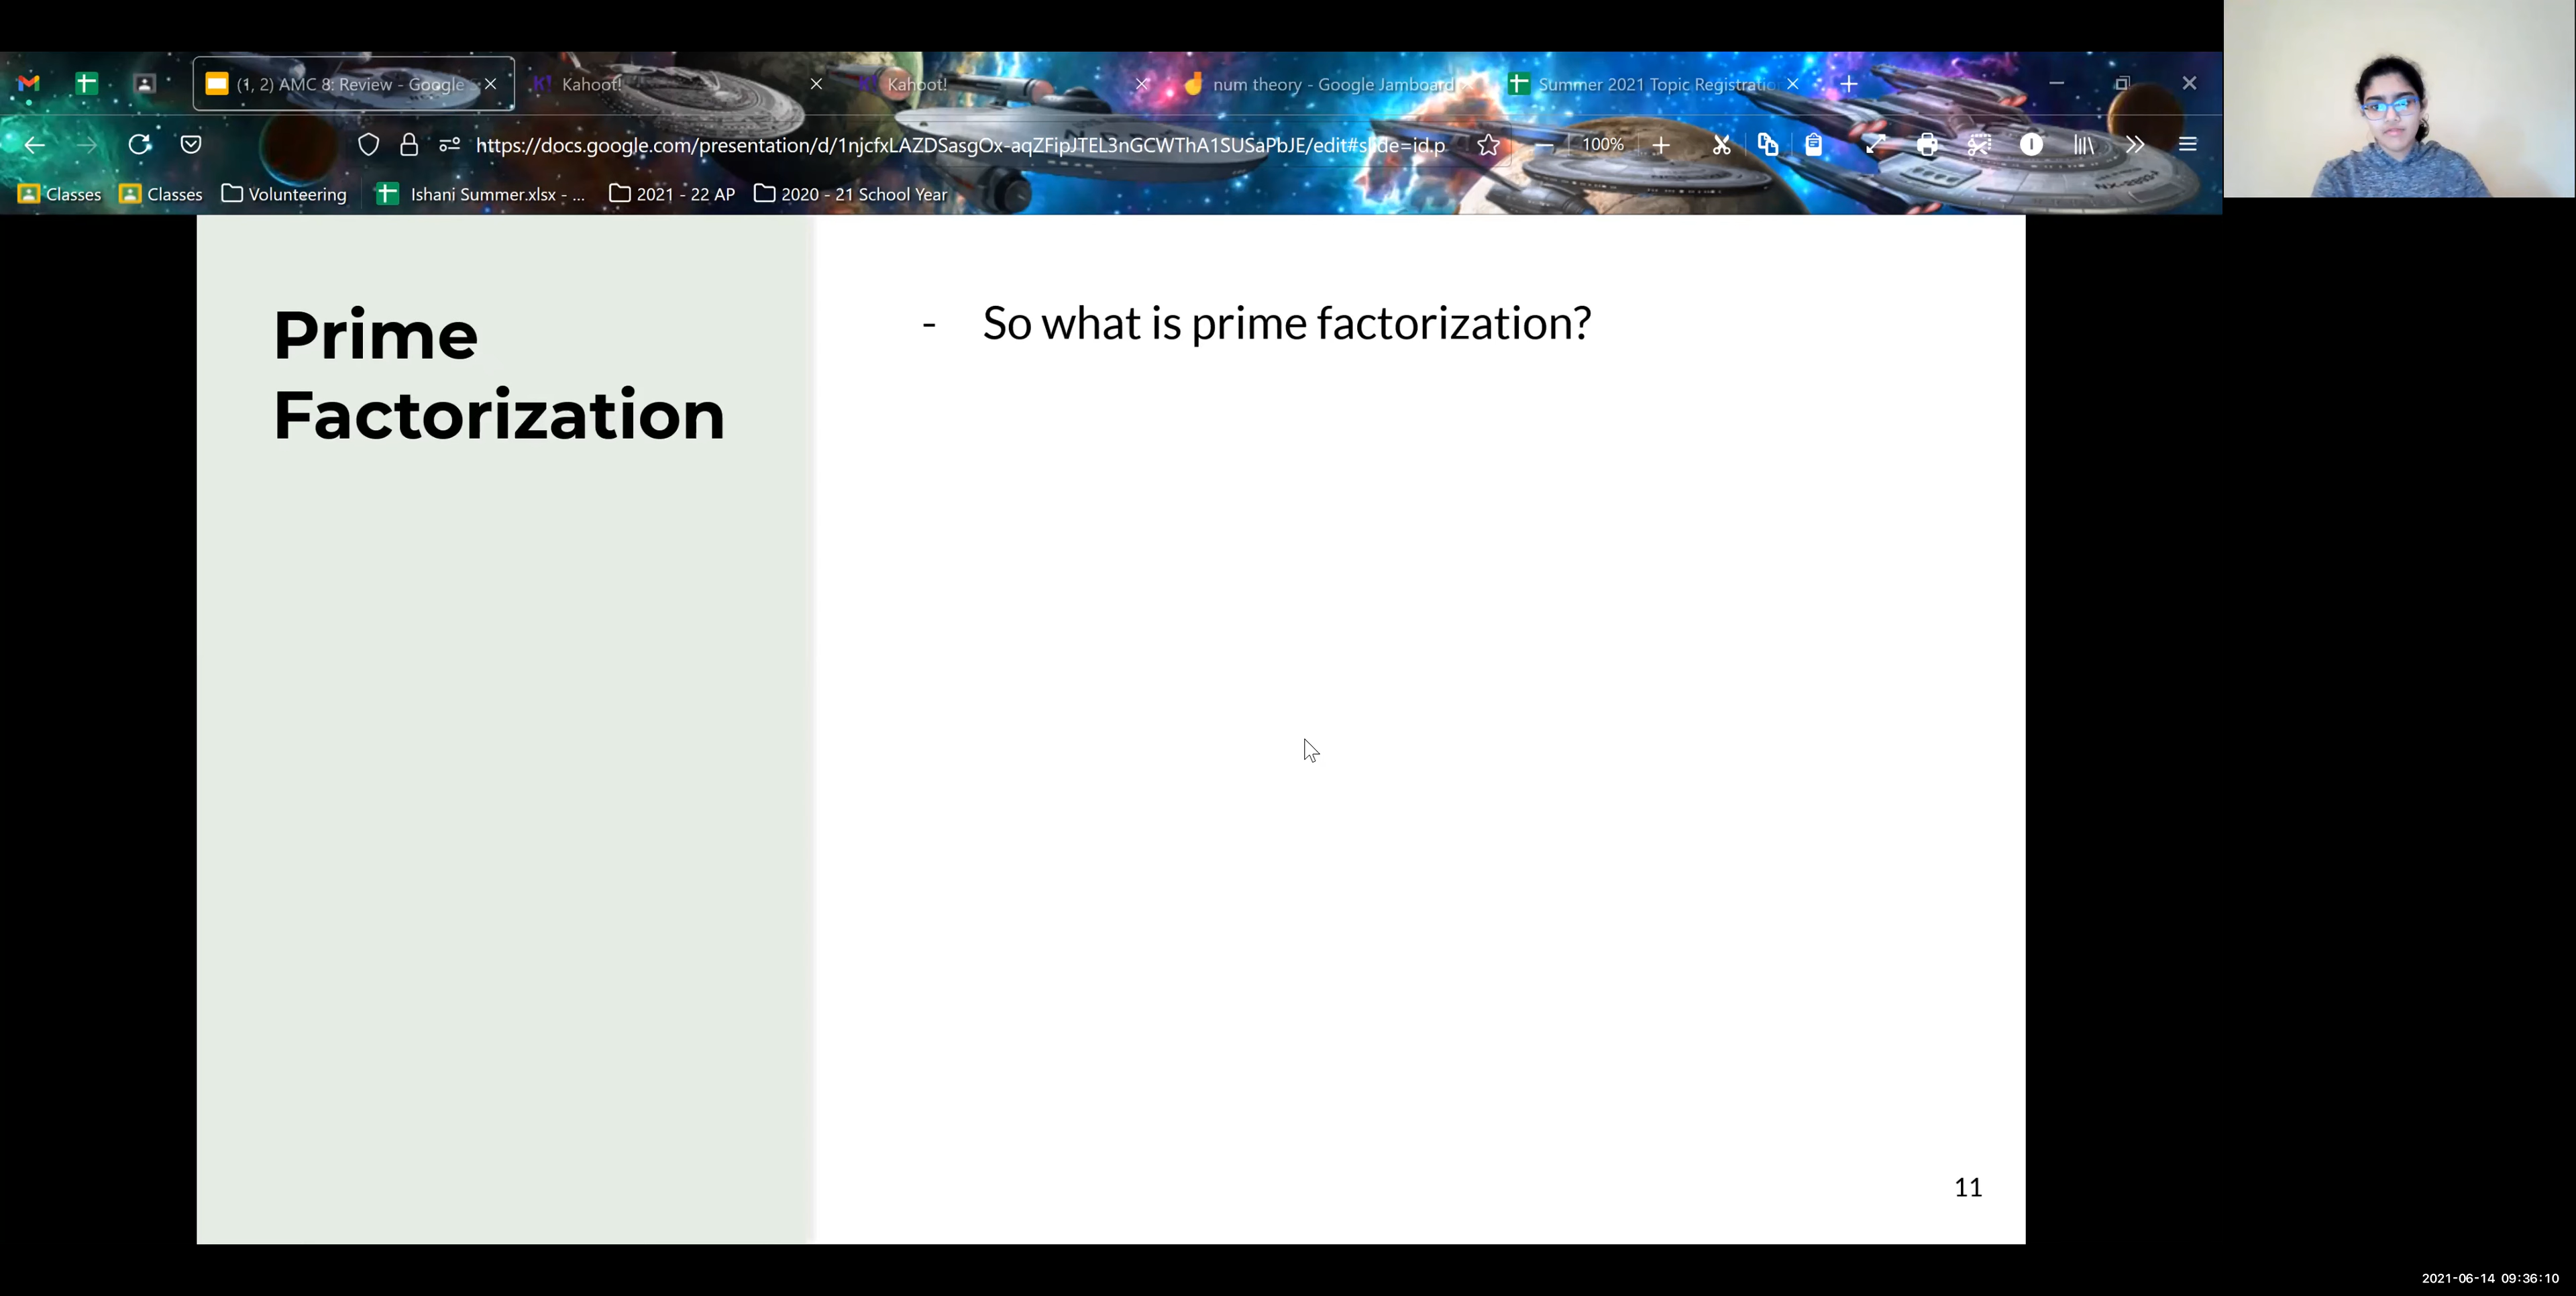 (1, 2) AMC 8: Review - Google
Kahoot!
Kahoot!
num theory - Google Jamboard
Summer 2021 Topic Registratio
https://docs.google.com/presentation/d/1njcfxLAZDSasgOx-aqZFipJTEL3nGCWThA1SUSaPbJE/edit#slide=id.p
100%
Classes
Classes
Volunteering
Ishani Summer.xlsx - ...
2021 - 22 AP
2020 - 21 School Year
Prime
Factorization
- So what is prime factorization?
11
2021-06-14 09:36:10